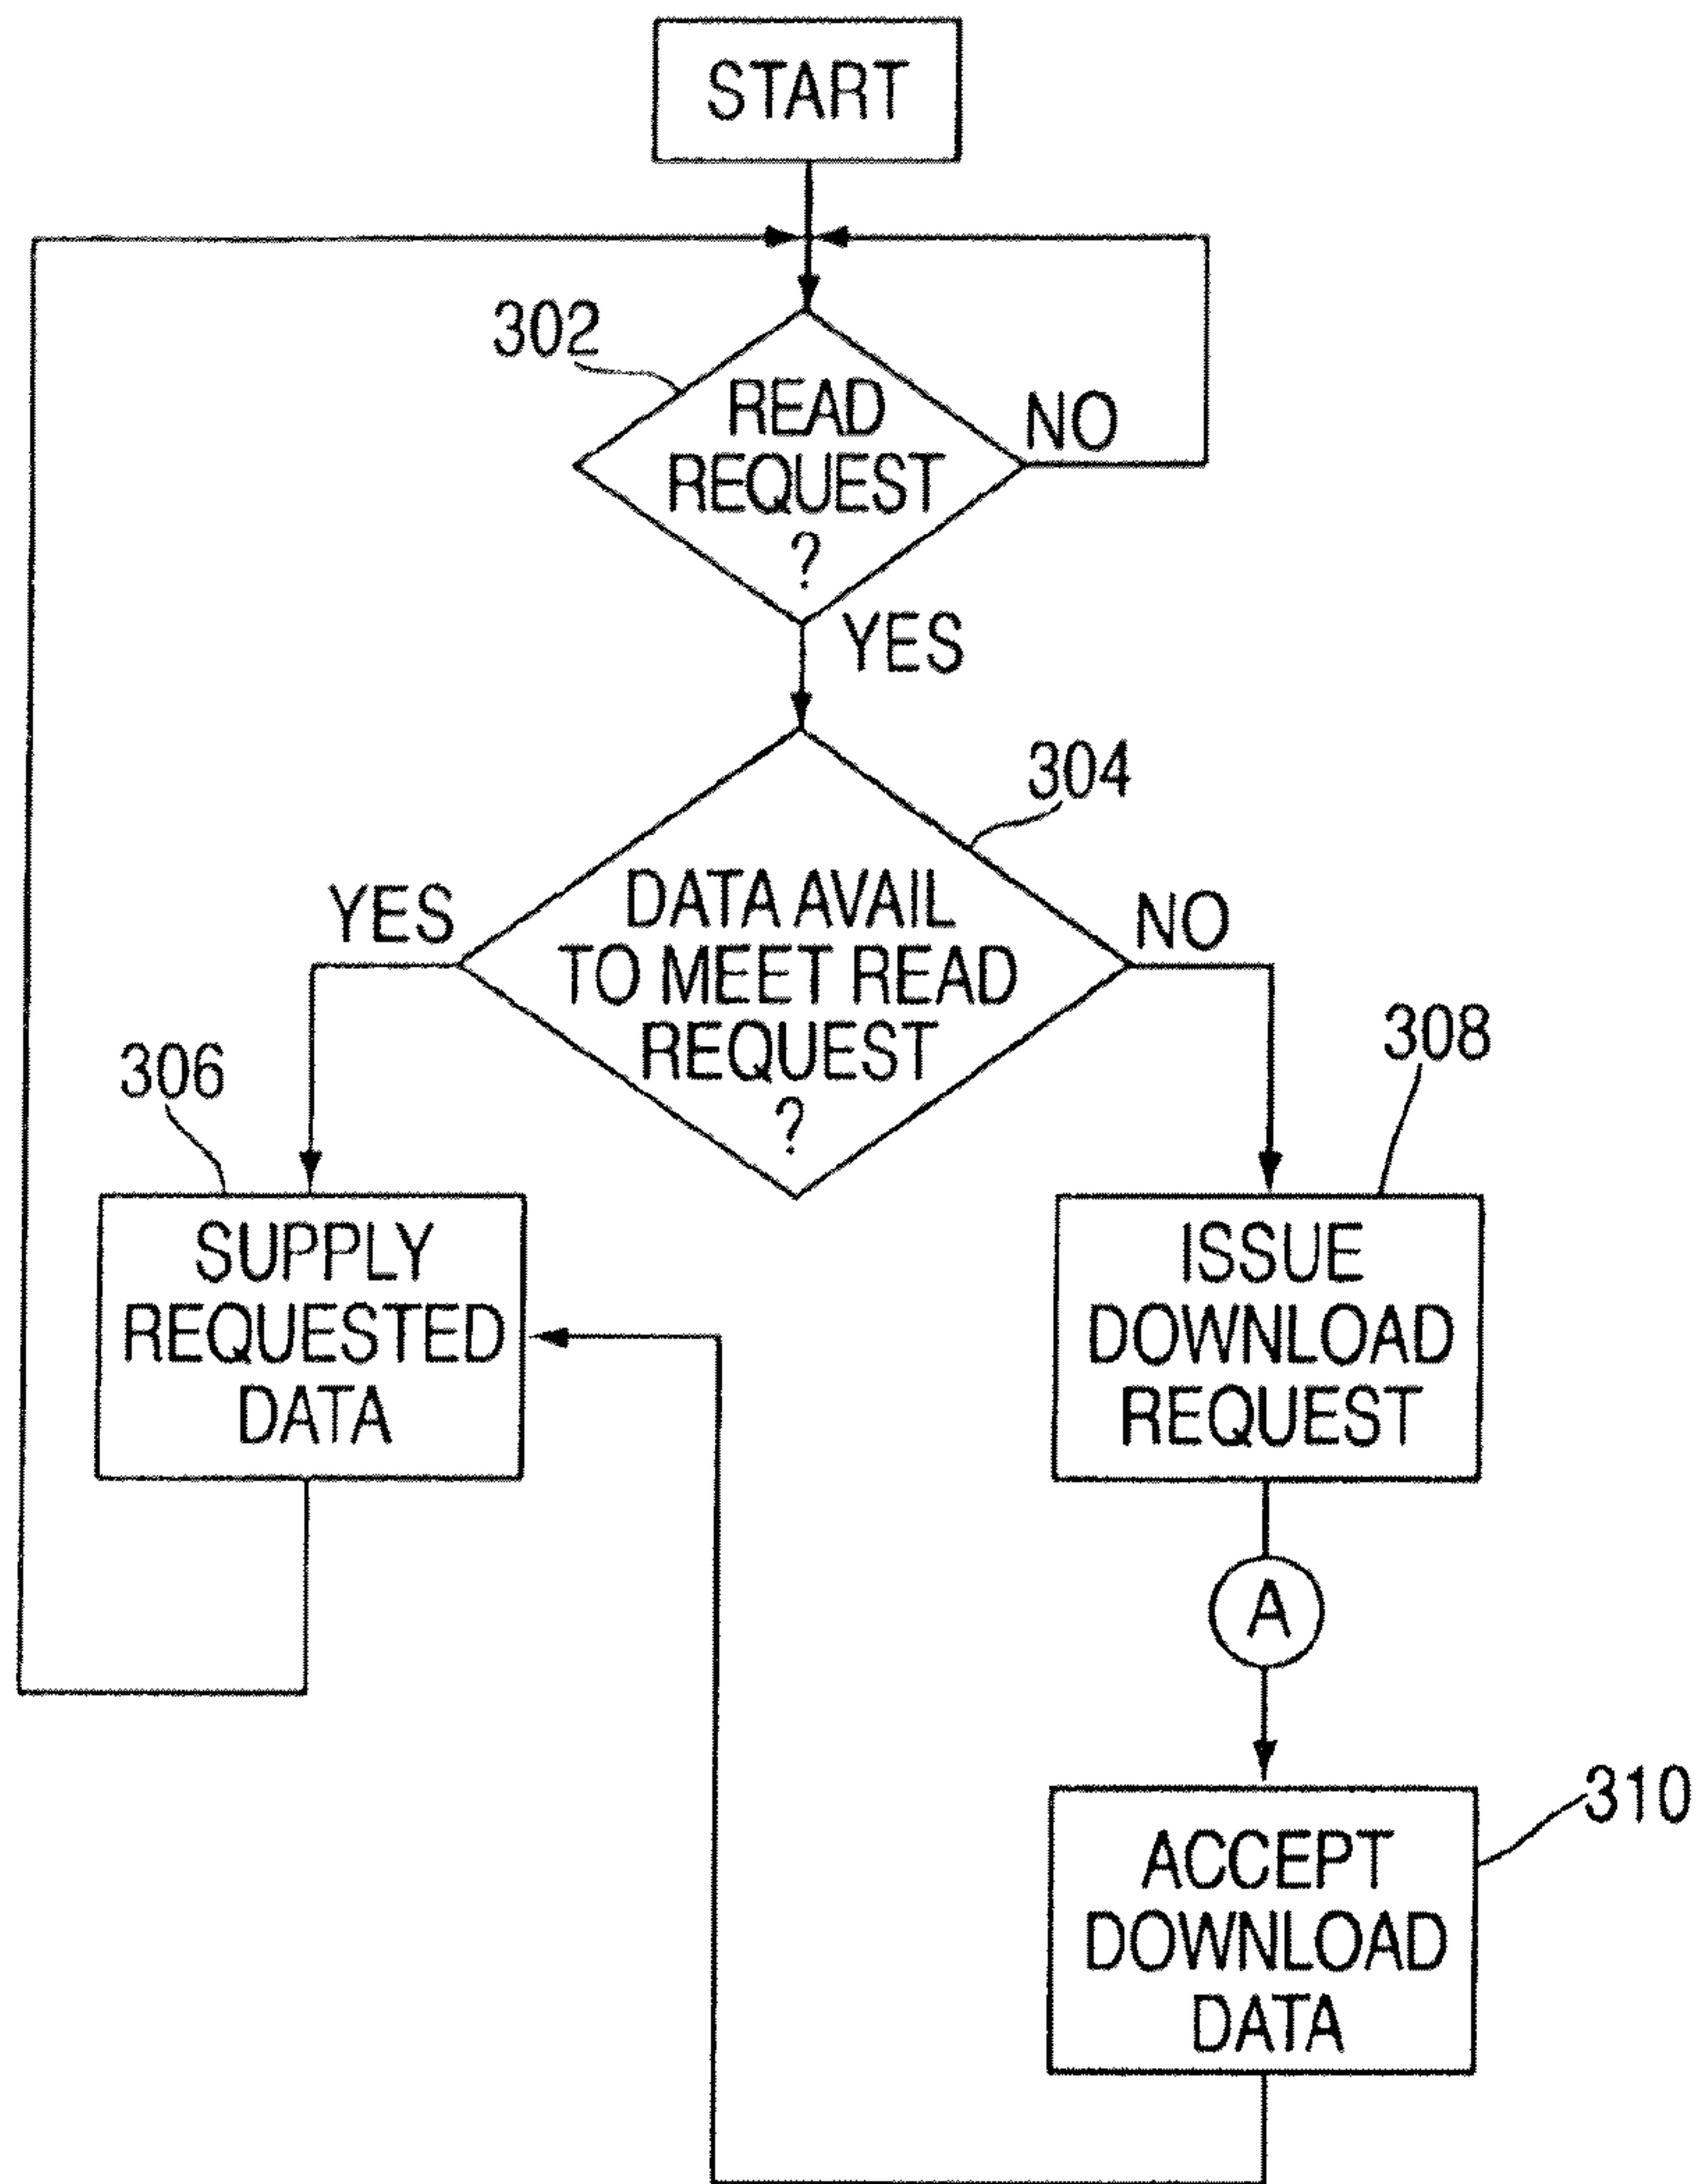 START
302
READ
REQUEST
?
NO
YES
304
DATA AVAIL
TO MEET READ
REQUEST
?
YES
NO
306
308
SUPPLY
REQUESTED
DATA
ISSUE
DOWNLOAD
REQUEST
A
310
ACCEPT
DOWNLOAD
DATA